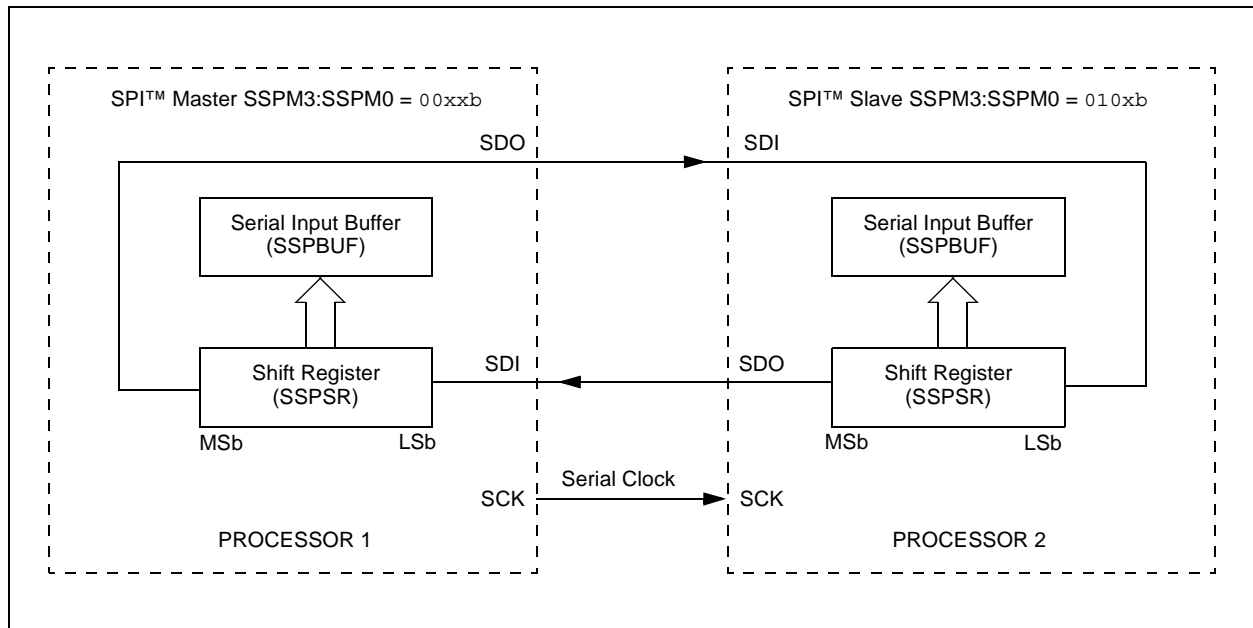 SPI™ Master SSPM3:SSPM0 = 00xxb
SPI™ Slave SSPM3:SSPM0 = 010xb
SDO
SDI
Serial Input Buffer
(SSPBUF)
Serial Input Buffer
(SSPBUF)
Shift Register
(SSPSR)
SDI
SDO
Shift Register
(SSPSR)
MSb
LSb
MSb
LSb
Serial Clock
SCK
SCK
PROCESSOR 1
PROCESSOR 2